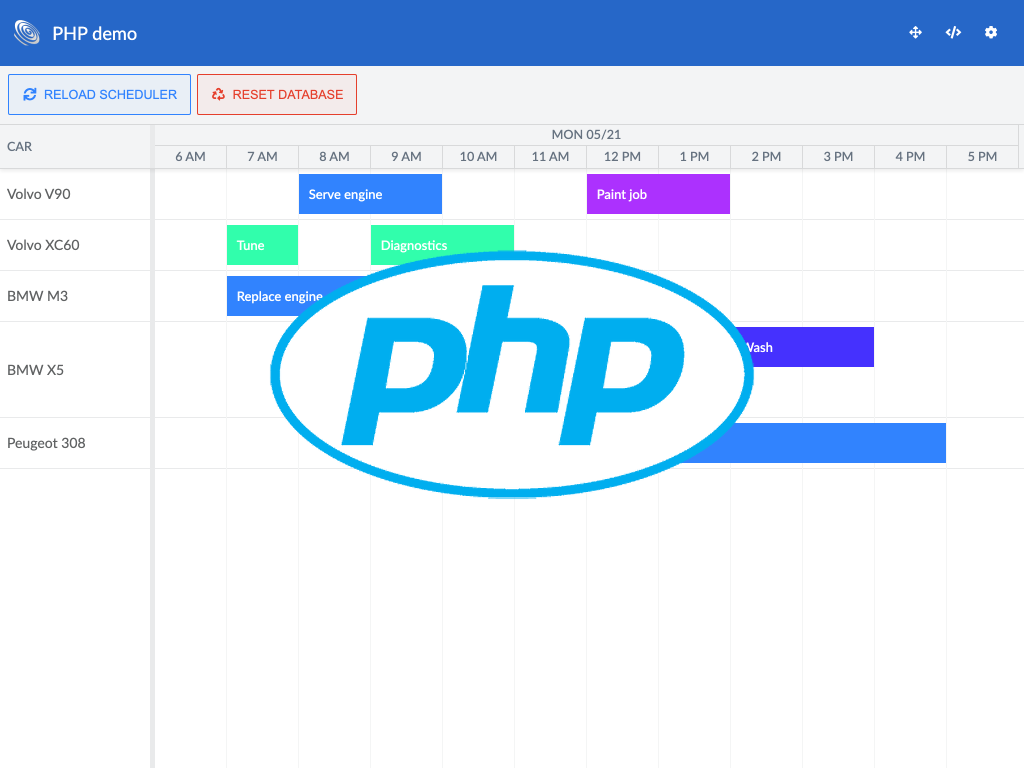 PHP demo
RELOAD SCHEDULER
RESET DATABASE
CAR
MON 05/21
6 AM 7 AM 8 AM 9 AM 10 AM 11 AM 12 PM 1 PM 2 PM 3 PM 4 PM 5 PM
Volvo V90
Serve engine
Paint job
Volvo XC60
Tune
Diagnostics
BMW M3
Replace engine
BMW X5
Wash
Peugeot 308
php